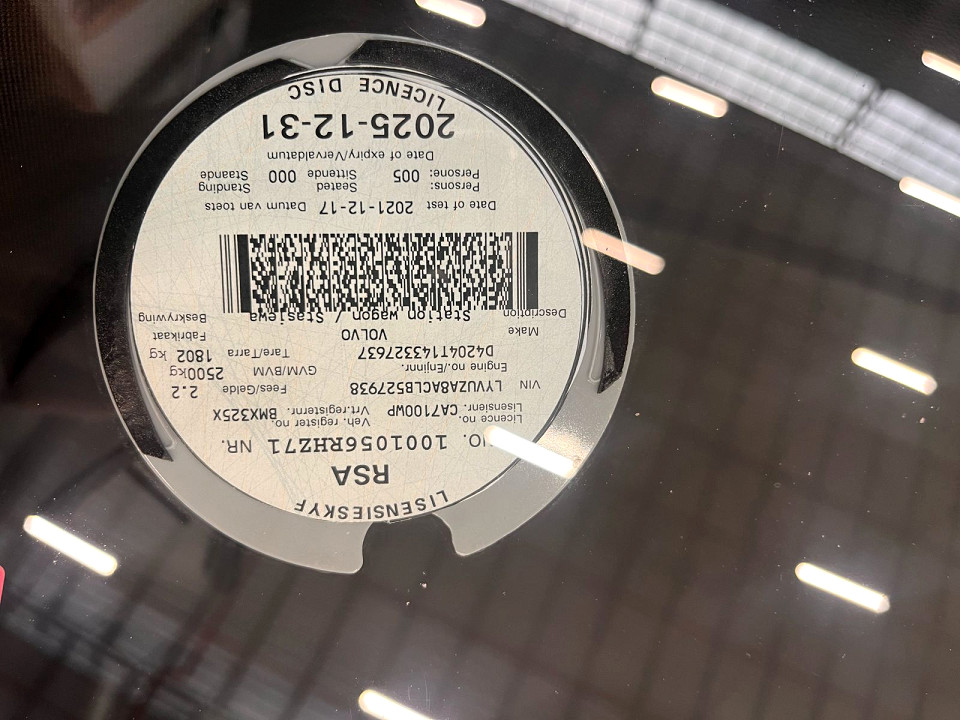 LISENSIESKYF
RSA
NO. 1001056RHZ71 NR.
Licence no. Lisensienr. CA7100WP Veh. register no. Vrt.registernr. BMX325X
VIN LYVUZA8ACLB527938 Fees/Gelde 2.2
Engine no./Enjinnr. D4204T143327637 GVM/BVM 2500kg
Tare/Tarra 1802 kg
Make VOLVO Fabrikaat
Description Station wagon / Stasiewa Beskrywing
Date of test 2021-12-17 Datum van toets
Persons: Seated Standing
Persone: 005 Sittende 000 Staande
Date of expiry/Vervaldatum
2025-12-31
LICENCE DISC